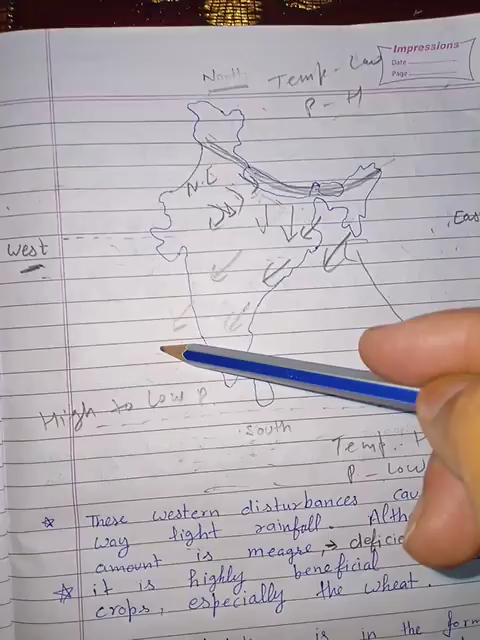 Impressions
Date
Page
North
Temp - Low
P - H
N.E
East
West
High to Low P.
South
Temp - H
P - Low
☆ These western disturbances cau
way light rainfall. Alth
amount is meagre, → deficie
☆ it is highly beneficial
crops, especially the wheat.
is in the form